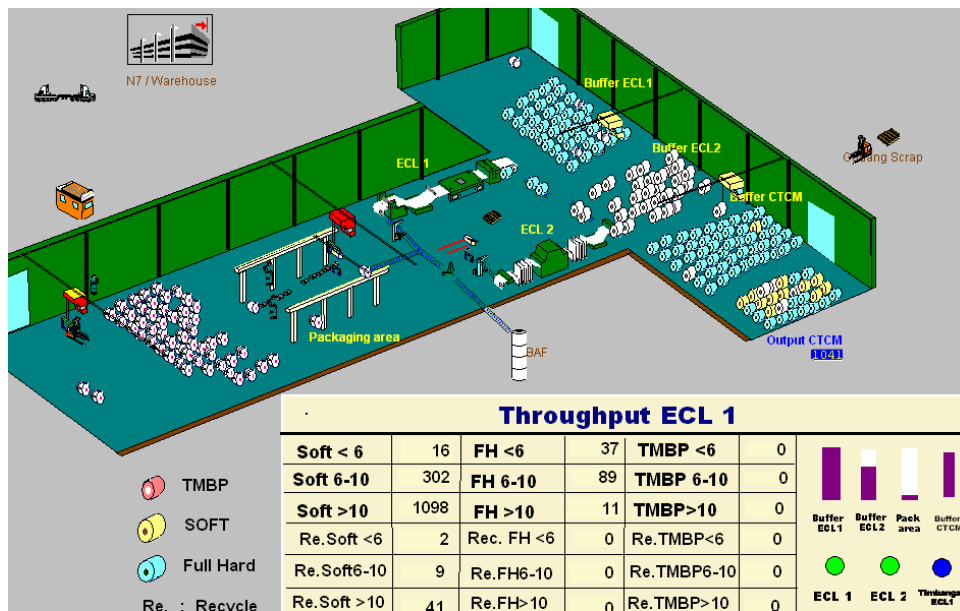 N7 / Warehouse
Buffer ECL1
ECL 1
Buffer ECL2
Gudang Scrap
Buffer CTCM
ECL 2
Packaging area
BAF
Output CTCM
1041
Throughput ECL 1
Soft < 6 16 FH <6 37 TMBP <6 0
Soft 6-10 302 FH 6-10 89 TMBP 6-10 0
Soft >10 1098 FH >10 11 TMBP>10 0
Re.Soft <6 2 Rec. FH <6 0 Re.TMBP<6 0
Re.Soft6-10 9 Re.FH6-10 0 Re.TMBP6-10 0
Re.Soft >10 41 Re.FH>10 0 Re.TMBP>10 0
Buffer ECL1
Buffer ECL2
Pack area
Buffer CTCM
ECL 1
ECL 2
ECL1
TMBP
SOFT
Full Hard
Re. : Recycle